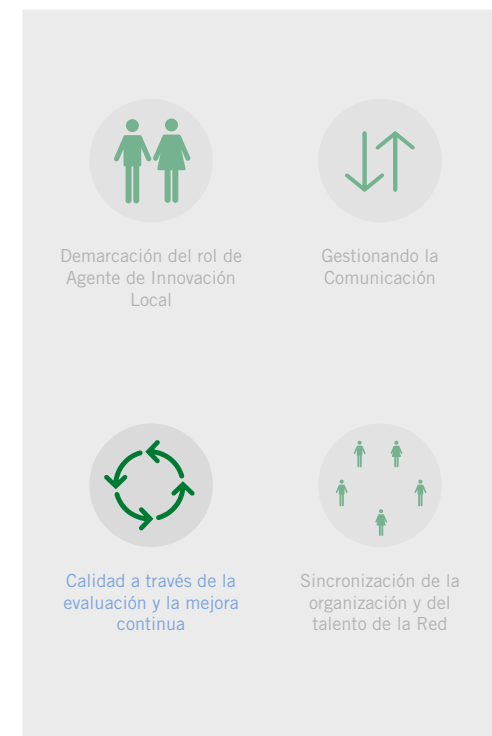 Demarcación del rol de
Agente de Innovación
Local
Gestionando la
Comunicación
Calidad a través de la
evaluación y la mejora
continua
Sincronización de la
organización y del
talento de la Red